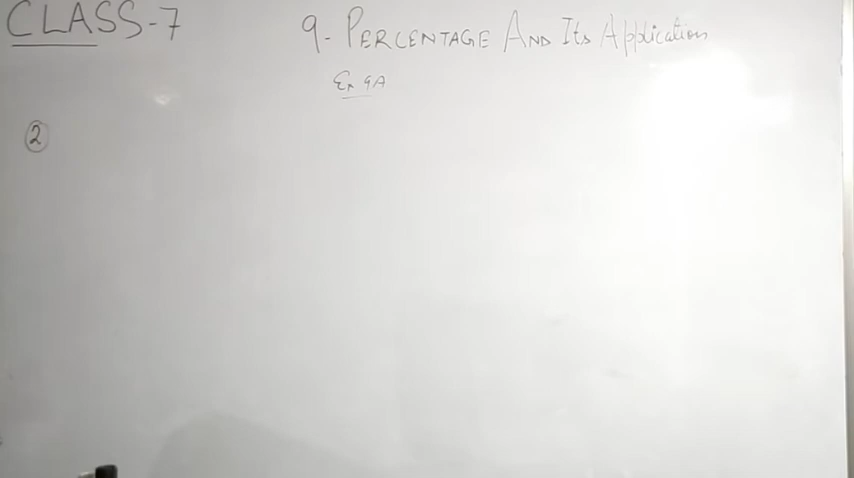 CLASS-7
9- PERCENTAGE AND Its Application
Ex 9A
2